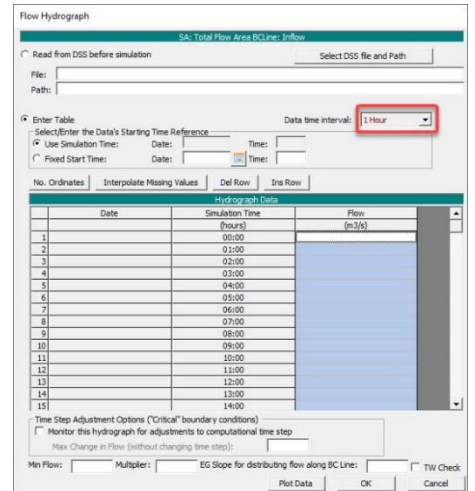 Flow Hydrograph
SA: Total Flow Area BCLine: Inflow
Read from DSS before simulation Select DSS file and Path
File:
Path:
Enter Table Data time interval: 1 Hour
Select/Enter the Data's Starting Time Reference
Use Simulation Time: Date: Time:
Fixed Start Time: Date: Time:
No. Ordinates Interpolate Missing Values Del Row Ins Row
Hydrograph Data
Date Simulation Time Flow
(hours) (m3/s)
1 00:00
2 01:00
3 02:00
4 03:00
5 04:00
6 05:00
7 06:00
8 07:00
9 08:00
10 09:00
11 10:00
12 11:00
13 12:00
14 13:00
15 14:00
Time Step Adjustment Options ("Critical" boundary conditions)
Monitor this hydrograph for adjustments to computational time step
Max Change in Flow (without changing time step):
Min Flow: Multiplier: EG Slope for distributing flow along BC Line: TW Check
Plot Data OK Cancel